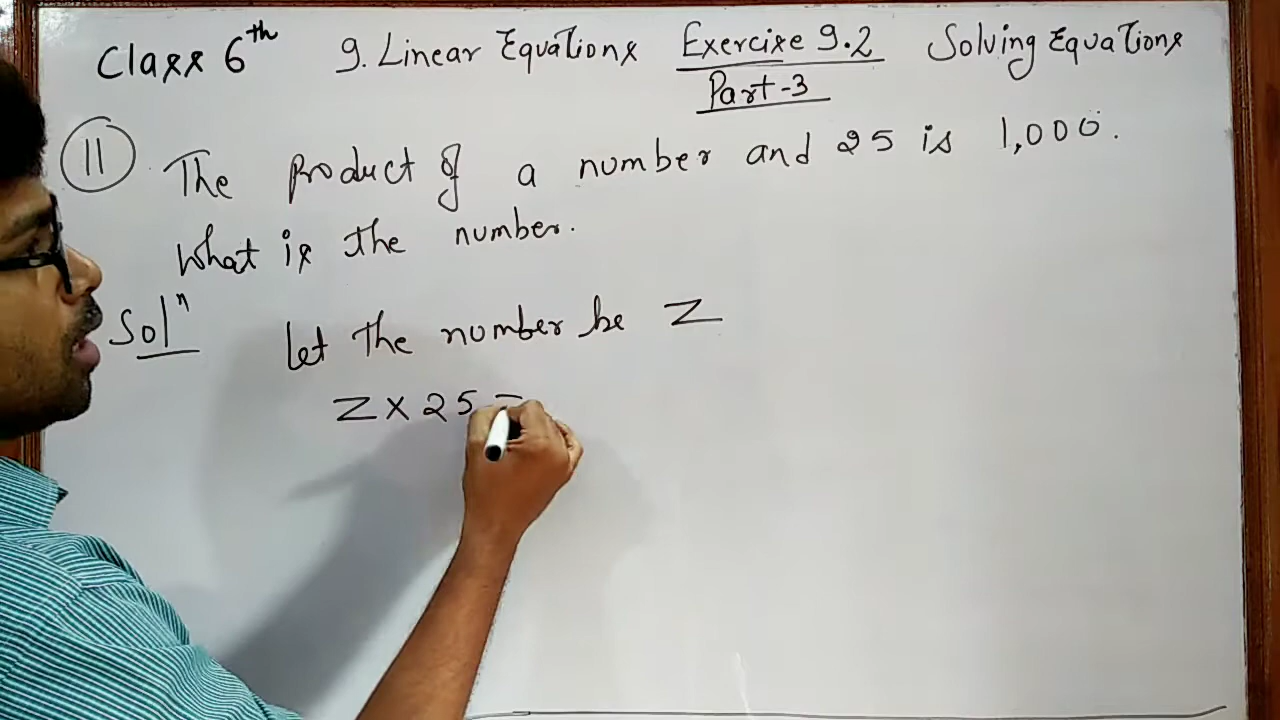 Class 6th 9. Linear Equations Exercise 9.2 Solving Equations
Part-3
11 The Product of a number and 25 is 1,000.
What is the number.
Solⁿ Let the number be Z
Z × 25 =